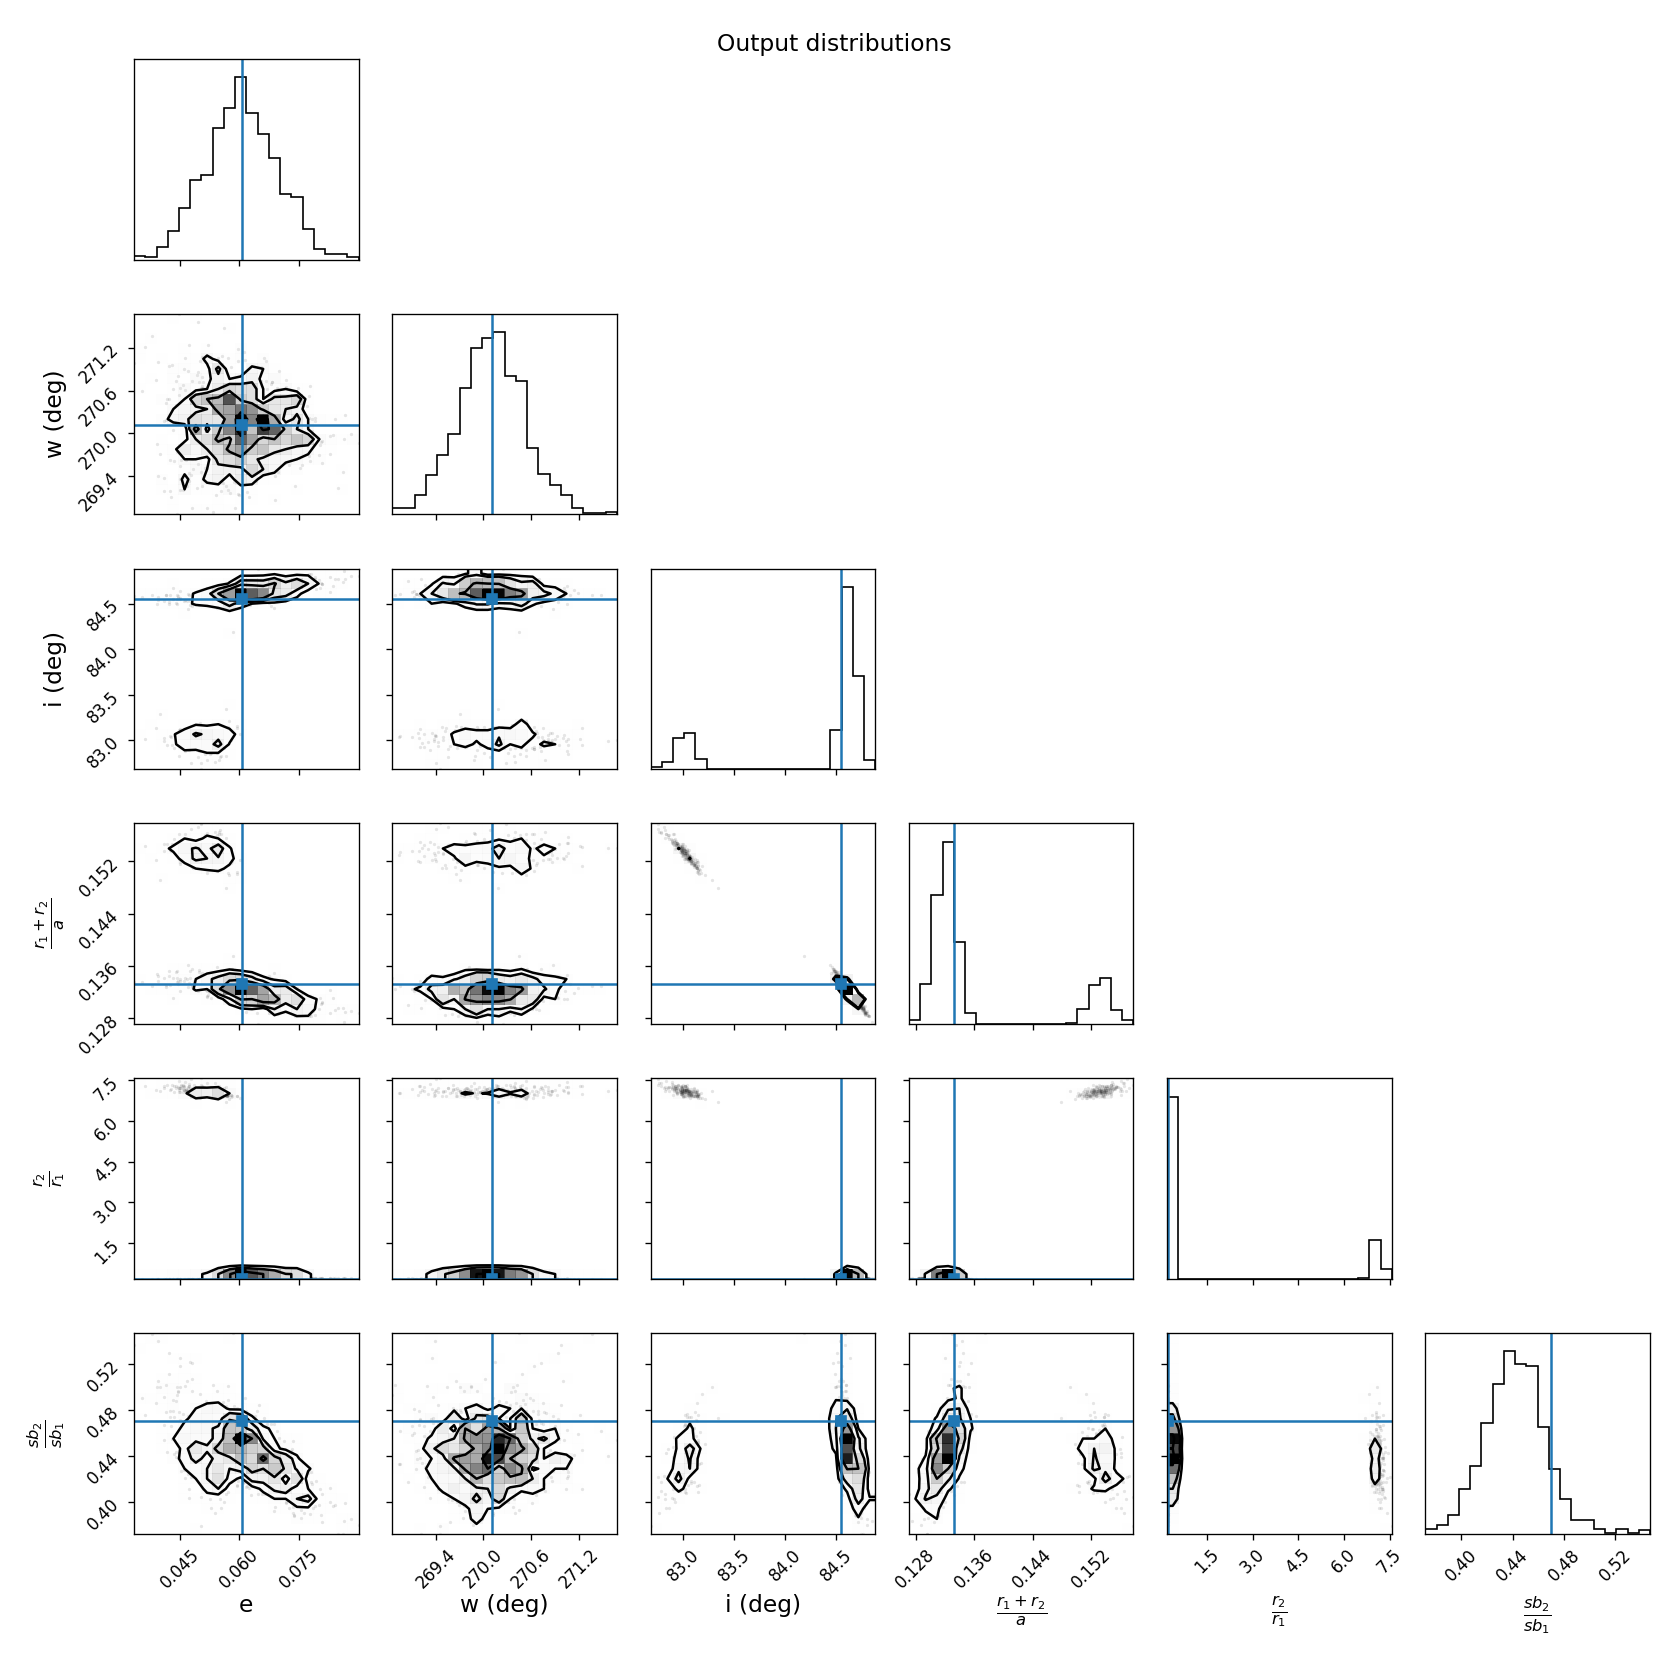 Output distributions
w (deg)
271.2
270.6
270.0
269.4
i (deg)
84.5
84.0
83.5
83.0
r₁ + r₂
a
0.152
0.144
0.136
0.128
r₂
r₁
7.5
6.0
4.5
3.0
1.5
sb₂
sb₁
0.52
0.48
0.44
0.40
0.045 0.060 0.075
269.4 270.0 270.6 271.2
83.0 83.5 84.0 84.5
0.128 0.136 0.144 0.152
1.5 3.0 4.5 6.0 7.5
0.40 0.44 0.48 0.52
e
w (deg)
i (deg)
r₁ + r₂
a
r₂
r₁
sb₂
sb₁